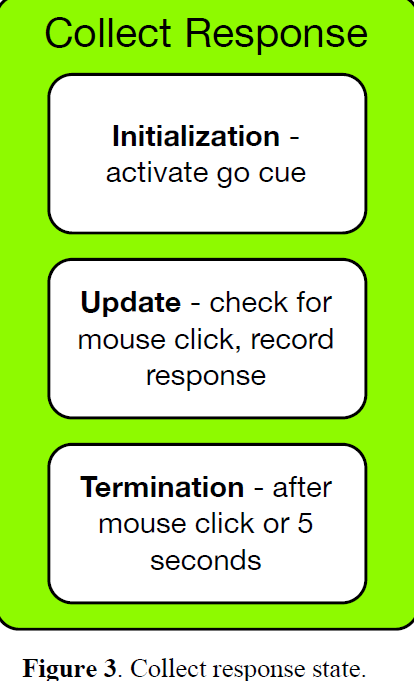 Collect Response
Initialization -
activate go cue
Update - check for
mouse click, record
response
Termination - after
mouse click or 5
seconds
Figure 3. Collect response state.